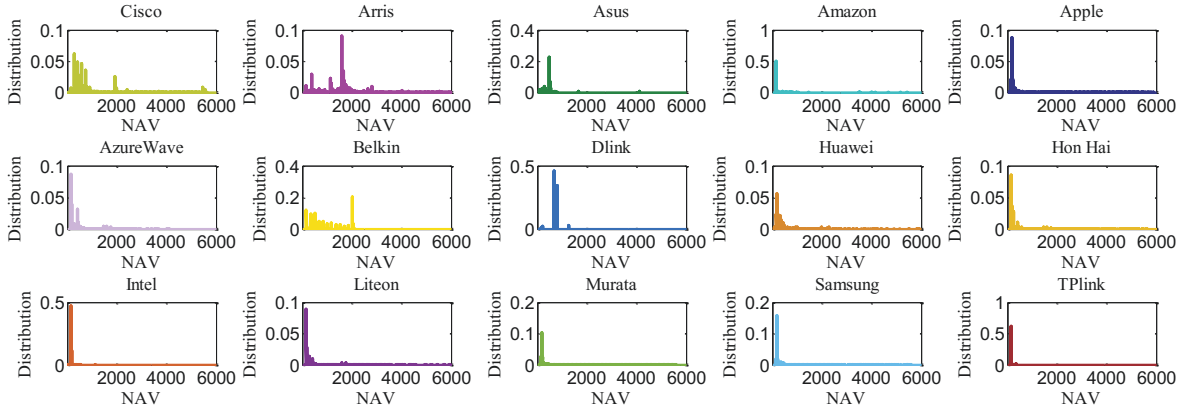 Cisco Arris Asus Amazon Apple
0.1 0.1 0.4 1 0.1
Distribution Distribution Distribution Distribution Distribution
0.05 0.05 0.2 0.5 0.05
0 0 0 0 0
2000 4000 6000 2000 4000 6000 2000 4000 6000 2000 4000 6000 2000 4000 6000
NAV NAV NAV NAV NAV
AzureWave Belkin Dlink Huawei Hon Hai
0.1 0.4 0.5 0.1 0.1
Distribution Distribution Distribution Distribution Distribution
0.05 0.2 0.05 0.05
0 0 0 0 0
2000 4000 6000 2000 4000 6000 2000 4000 6000 2000 4000 6000 2000 4000 6000
NAV NAV NAV NAV NAV
Intel Liteon Murata Samsung TPlink
0.5 0.1 0.2 0.2 1
Distribution Distribution Distribution Distribution Distribution
0.05 0.1 0.1 0.5
0 0 0 0 0
2000 4000 6000 2000 4000 6000 2000 4000 6000 2000 4000 6000 2000 4000 6000
NAV NAV NAV NAV NAV